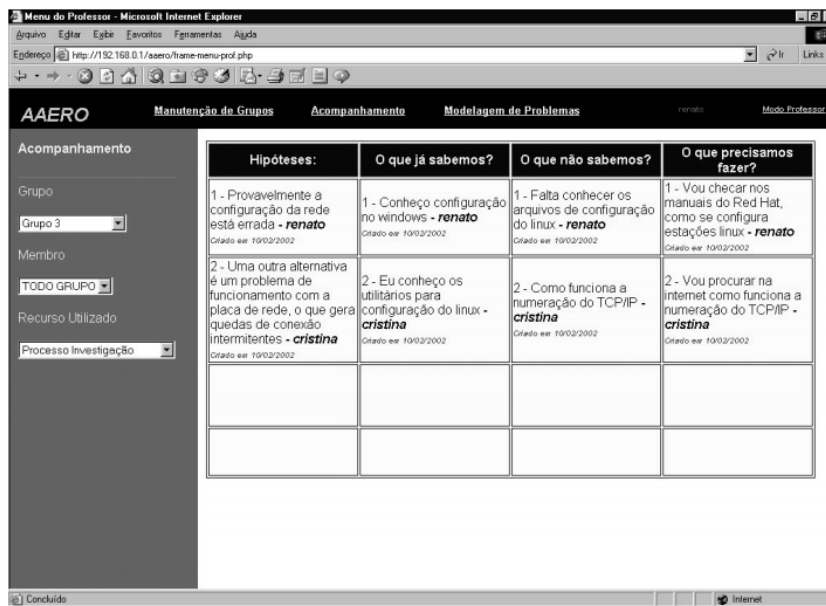 Menu do Professor - Microsoft Internet Explorer
Arquivo Editar Exibir Favoritos Ferramentas Ajuda
Endereço http://192.168.0.1/aaero/frame-menu-prof.php Ir Links
AAERO Manutenção de Grupos Acompanhamento Modelagem de Problemas renato Modo Professor
Acompanhamento
Grupo
Grupo 3
Membro
TODO GRUPO
Recurso Utilizado
Processo Investigação
Hipóteses:
O que já sabemos?
O que não sabemos?
O que precisamos
fazer?
1 - Provavelmente a
configuração da rede
está errada - renato
Criado em 10/02/2002
1 - Conheço configuração
no windows - renato
Criado em 10/02/2002
1 - Falta conhecer os
arquivos de configuração
do linux - renato
Criado em 10/02/2002
1 - Vou checar nos
manuais do Red Hat,
como se configura
estações linux - renato
Criado em 10/02/2002
2 - Uma outra alternativa
é um problema de
funcionamento com a
placa de rede, o que gera
quedas de conexão
intermitentes - cristina
Criado em 10/02/2002
2 - Eu conheço os
utilitários para
configuração do linux -
cristina
Criado em 10/02/2002
2 - Como funciona a
numeração do TCP/IP -
cristina
Criado em 10/02/2002
2 - Vou procurar na
internet como funciona a
numeração do TCP/IP -
cristina
Criado em 10/02/2002
Concluído Internet